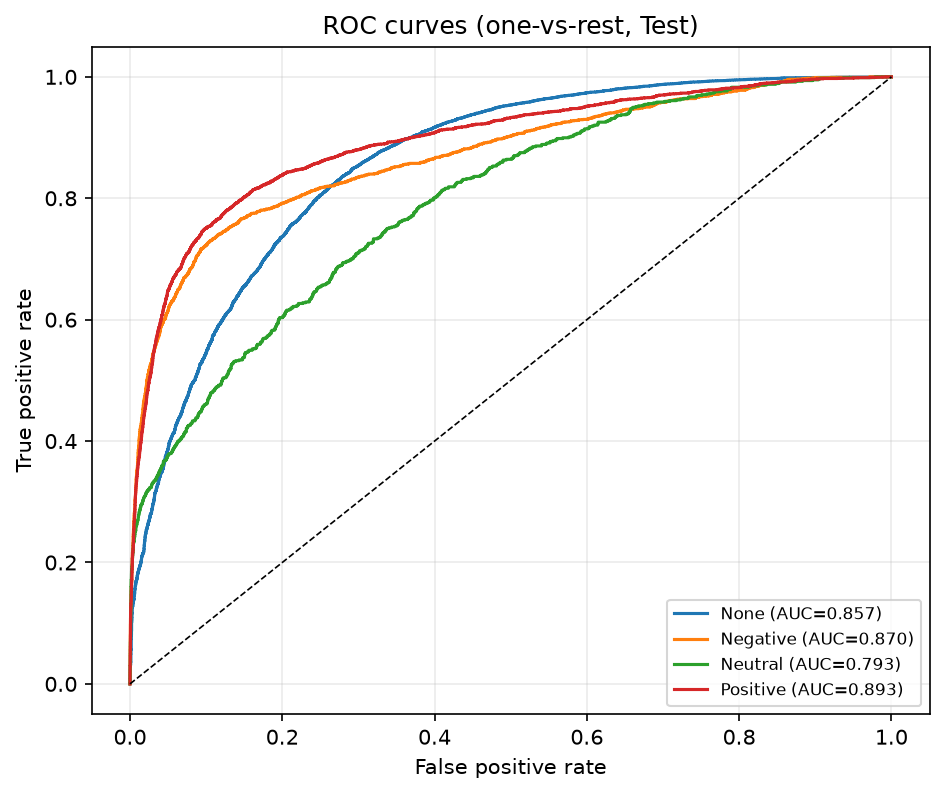 ROC curves (one-vs-rest, Test)
True positive rate
1.0
0.8
0.6
0.4
0.2
0.0
0.0 0.2 0.4 0.6 0.8 1.0
False positive rate
None (AUC=0.857)
Negative (AUC=0.870)
Neutral (AUC=0.793)
Positive (AUC=0.893)